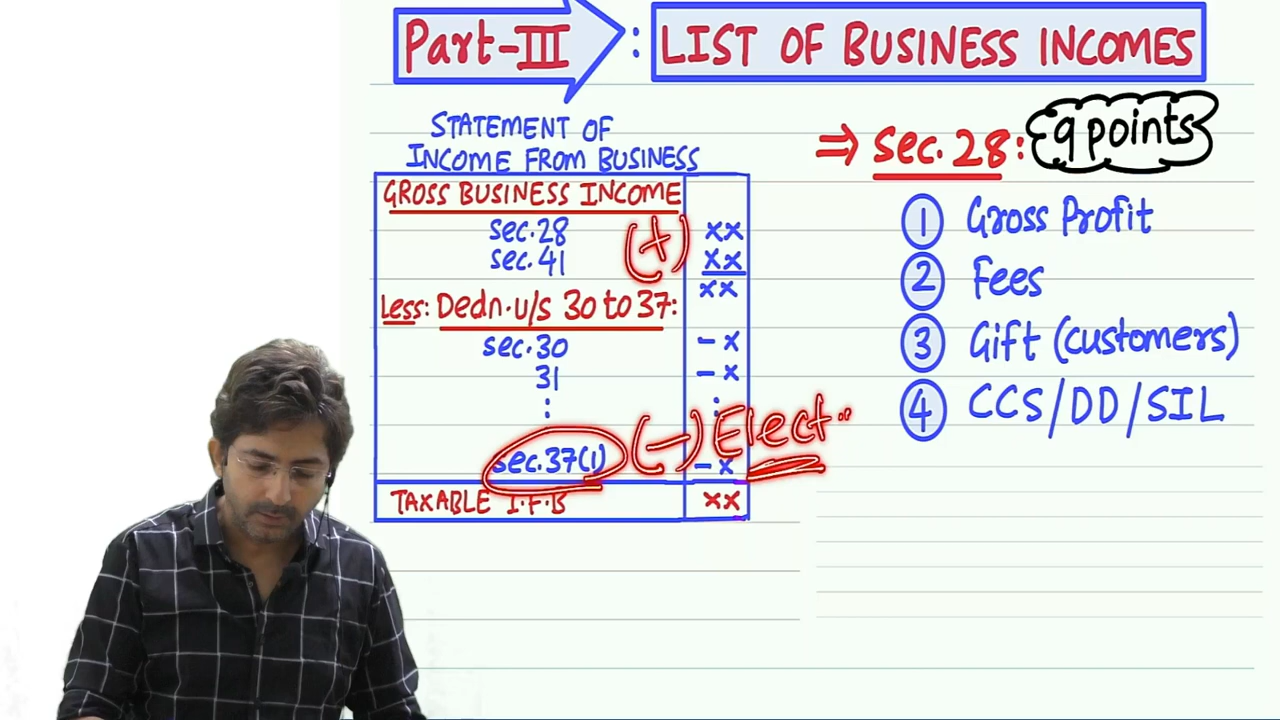 Part-III : LIST OF BUSINESS INCOMES
STATEMENT OF
INCOME FROM BUSINESS
GROSS BUSINESS INCOME
sec.28 (+) xx
sec.41 xx
xx
Less: Dedn.u/s 30 to 37:
sec.30 - x
31 - x
: :
sec.37(1) - x (-) Elect..
TAXABLE I.F.B xx
⇒ sec.28: 9 points
1 Gross Profit
2 Fees
3 Gift (customers)
4 CCS/DD/SIL